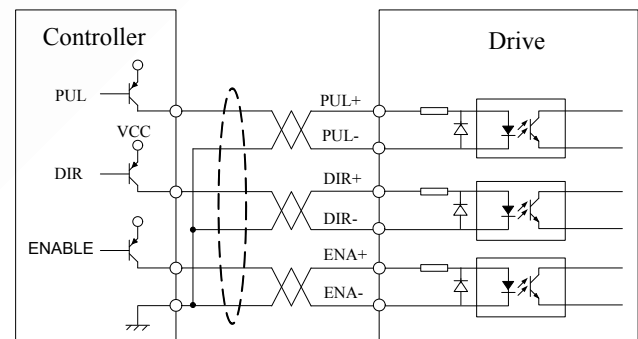 Controller
Drive
PUL
VCC
DIR
ENABLE
PUL+
PUL-
DIR+
DIR-
ENA+
ENA-